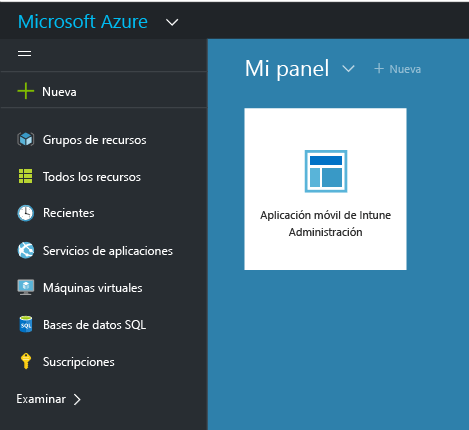 Microsoft Azure
Nueva
Grupos de recursos
Todos los recursos
Recientes
Servicios de aplicaciones
Máquinas virtuales
Bases de datos SQL
SQL
Suscripciones
Examinar
Mi panel
Nueva
Aplicación móvil de Intune
Administración